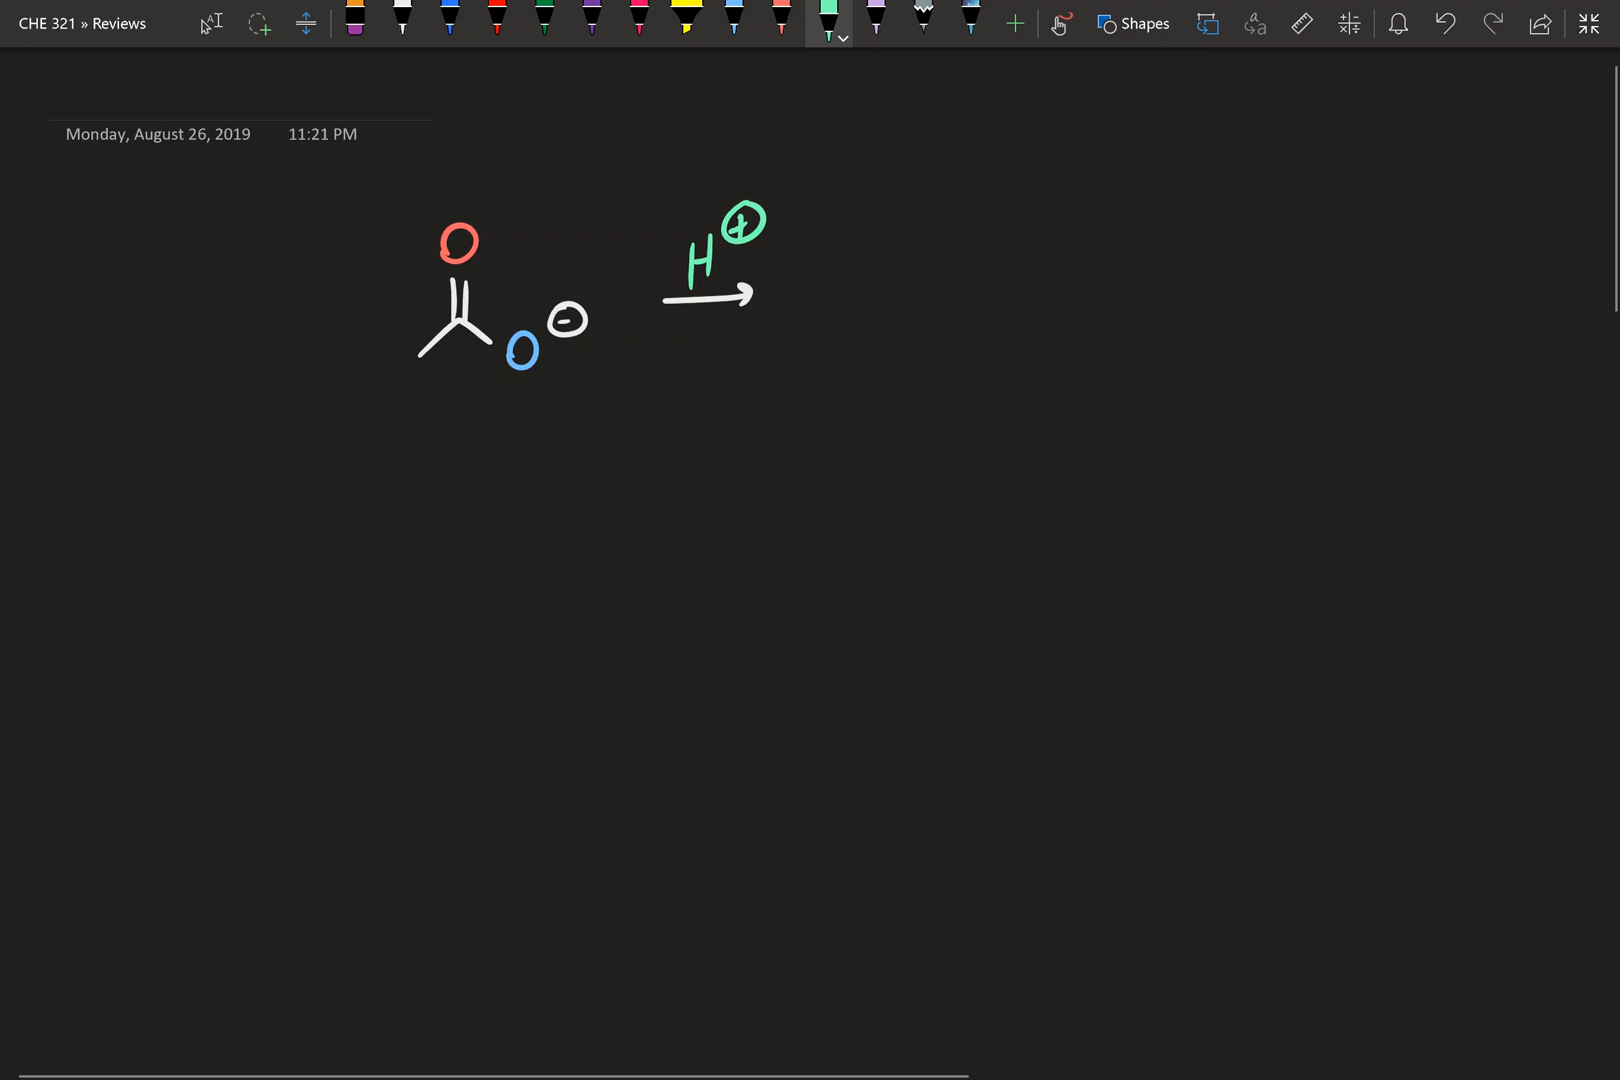 CHE 321 » Reviews
Shapes
Monday, August 26, 2019 11:21 PM
H +
O
O -